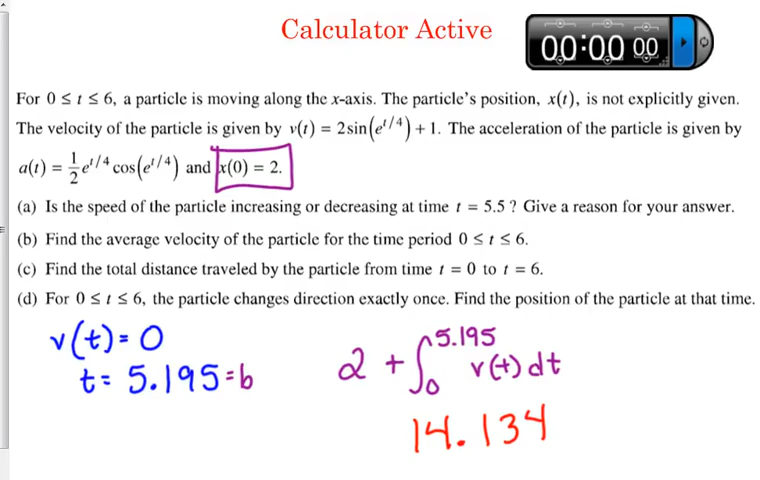 Calculator Active
00:00 00
For 0 ≤ t ≤ 6, a particle is moving along the x-axis. The particle's position, x(t), is not explicitly given.
The velocity of the particle is given by v(t) = 2sin(e^{t/4}) + 1. The acceleration of the particle is given by
a(t) = \frac{1}{2}e^{t/4} cos(e^{t/4}) and x(0) = 2.
(a) Is the speed of the particle increasing or decreasing at time t = 5.5 ? Give a reason for your answer.
(b) Find the average velocity of the particle for the time period 0 ≤ t ≤ 6.
(c) Find the total distance traveled by the particle from time t = 0 to t = 6.
(d) For 0 ≤ t ≤ 6, the particle changes direction exactly once. Find the position of the particle at that time.
v(t) = 0
t = 5.195 = b
2 + ∫_0^{5.195} v(t) dt
14.134